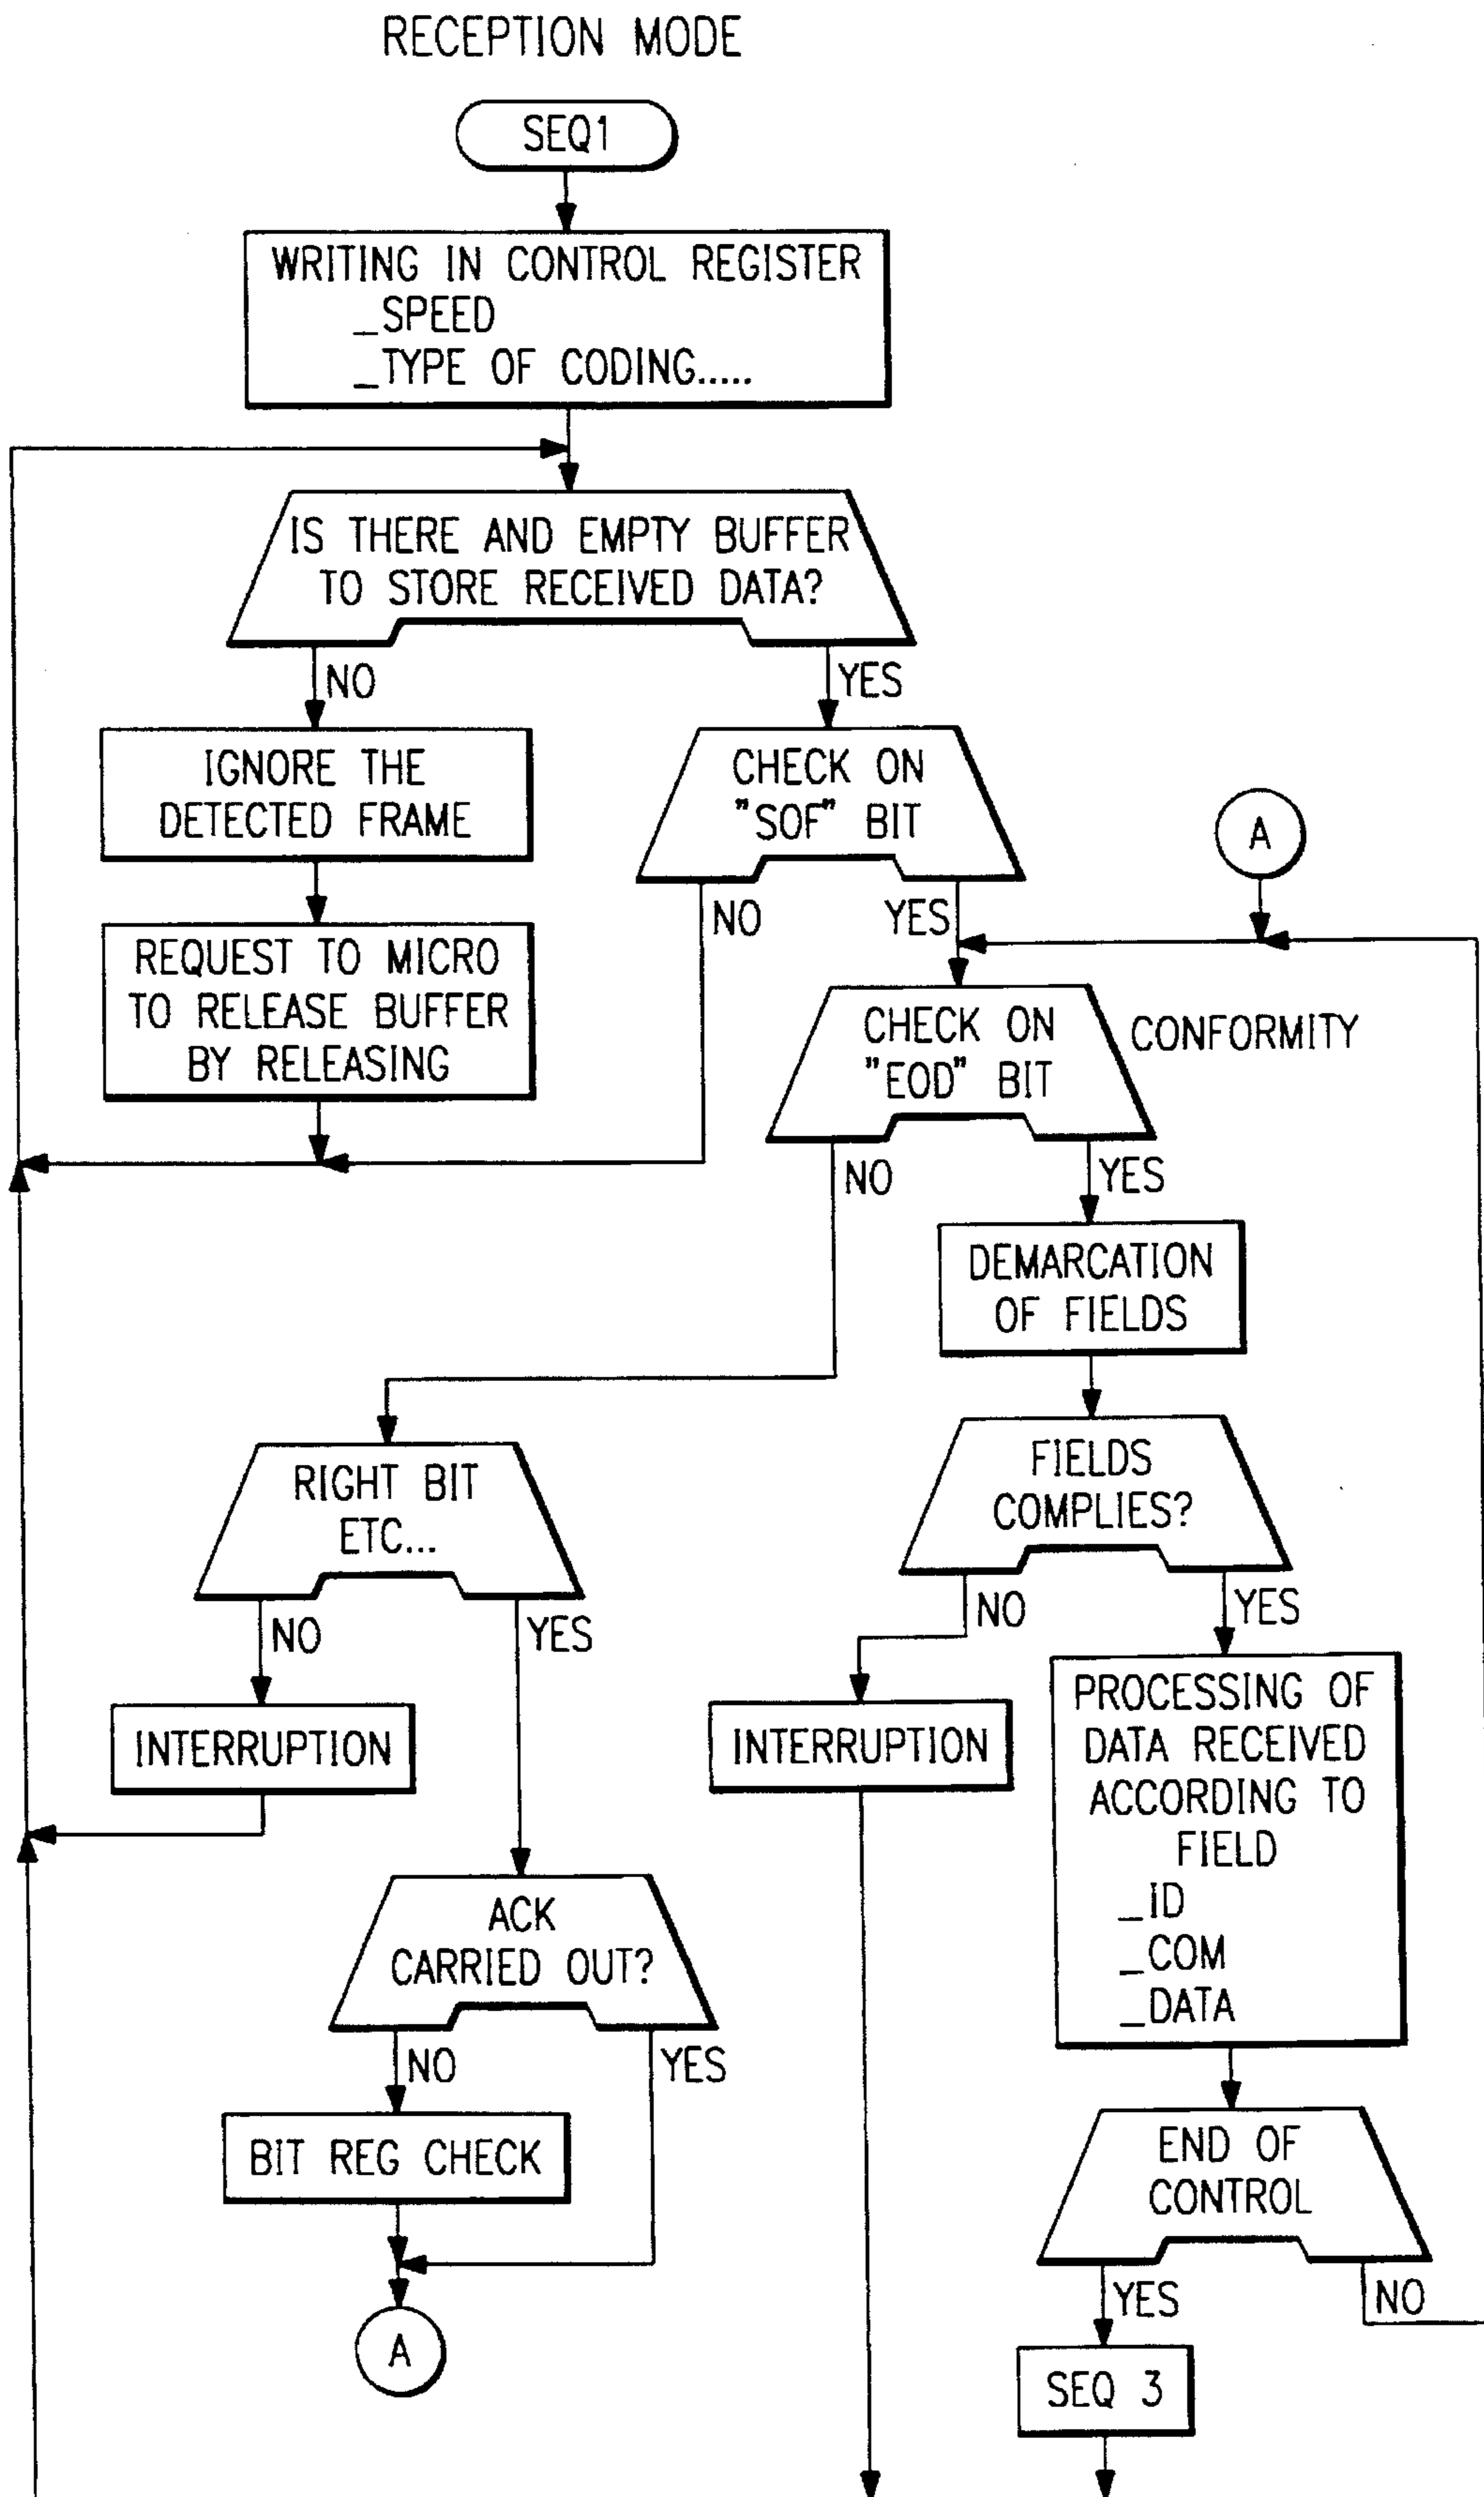 RECEPTION MODE
SEQ1
WRITING IN CONTROL REGISTER
_SPEED
_TYPE OF CODING.....
IS THERE AND EMPTY BUFFER
TO STORE RECEIVED DATA?
NO
YES
IGNORE THE
DETECTED FRAME
CHECK ON
"SOF" BIT
A
NO
YES
REQUEST TO MICRO
TO RELEASE BUFFER
BY RELEASING
CHECK ON
"EOD" BIT
CONFORMITY
NO
YES
DEMARCATION
OF FIELDS
RIGHT BIT
ETC...
FIELDS
COMPLIES?
NO
YES
NO
YES
INTERRUPTION
INTERRUPTION
PROCESSING OF
DATA RECEIVED
ACCORDING TO
FIELD
_ID
_COM
_DATA
ACK
CARRIED OUT?
NO
YES
BIT REG CHECK
END OF
CONTROL
YES
NO
A
SEQ 3